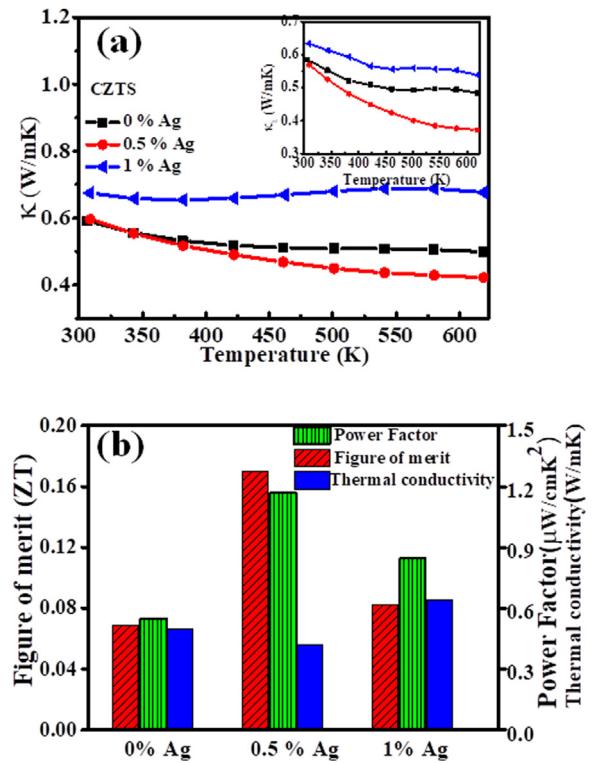 (a)
1.2
1.0
0.8
0.6
0.4
K (W/mK)
CZTS
0 % Ag
0.5 % Ag
1 % Ag
0.7
0.6
0.5
0.4
0.3
κL (W/mK)
300 350 400 450 500 550 600
Temperature (K)
300 350 400 450 500 550 600
Temperature (K)
(b)
0.20
0.16
0.12
0.08
0.04
0.00
Figure of merit (ZT)
Power Factor
Figure of merit
Thermal conductivity
1.5
1.2
0.9
0.6
0.3
0.0
Power Factor(μW/cmK2)
Thermal conductivity(W/mK)
0% Ag 0.5 % Ag 1% Ag